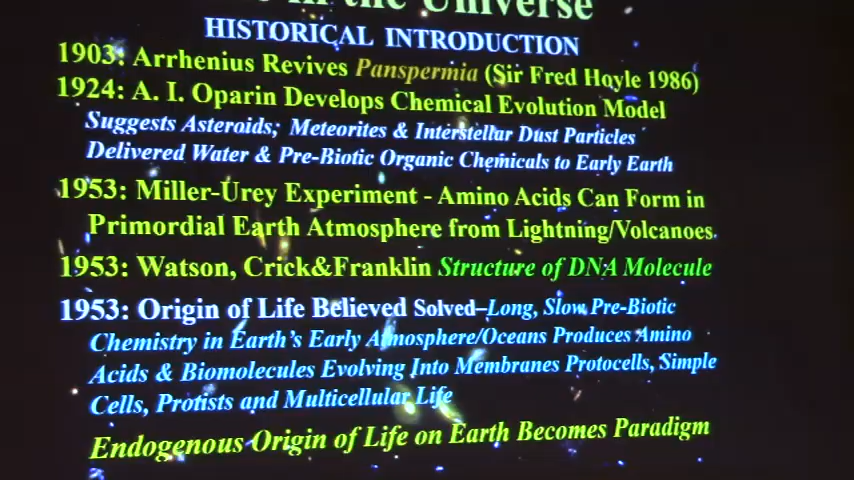 in the Universe
HISTORICAL INTRODUCTION
1903: Arrhenius Revives Panspermia (Sir Fred Hoyle 1986)
1924: A. I. Oparin Develops Chemical Evolution Model
Suggests Asteroids; Meteorites & Interstellar Dust Particles
Delivered Water & Pre-Biotic Organic Chemicals to Early Earth
1953: Miller-Urey Experiment - Amino Acids Can Form in
Primordial Earth Atmosphere from Lightning/Volcanoes.
1953: Watson, Crick&Franklin Structure of DNA Molecule
1953: Origin of Life Believed Solved–Long, Slow Pre-Biotic
Chemistry in Earth's Early Atmosphere/Oceans Produces Amino
Acids & Biomolecules Evolving Into Membranes Protocells, Simple
Cells, Protists and Multicellular Life
Endogenous Origin of Life on Earth Becomes Paradigm